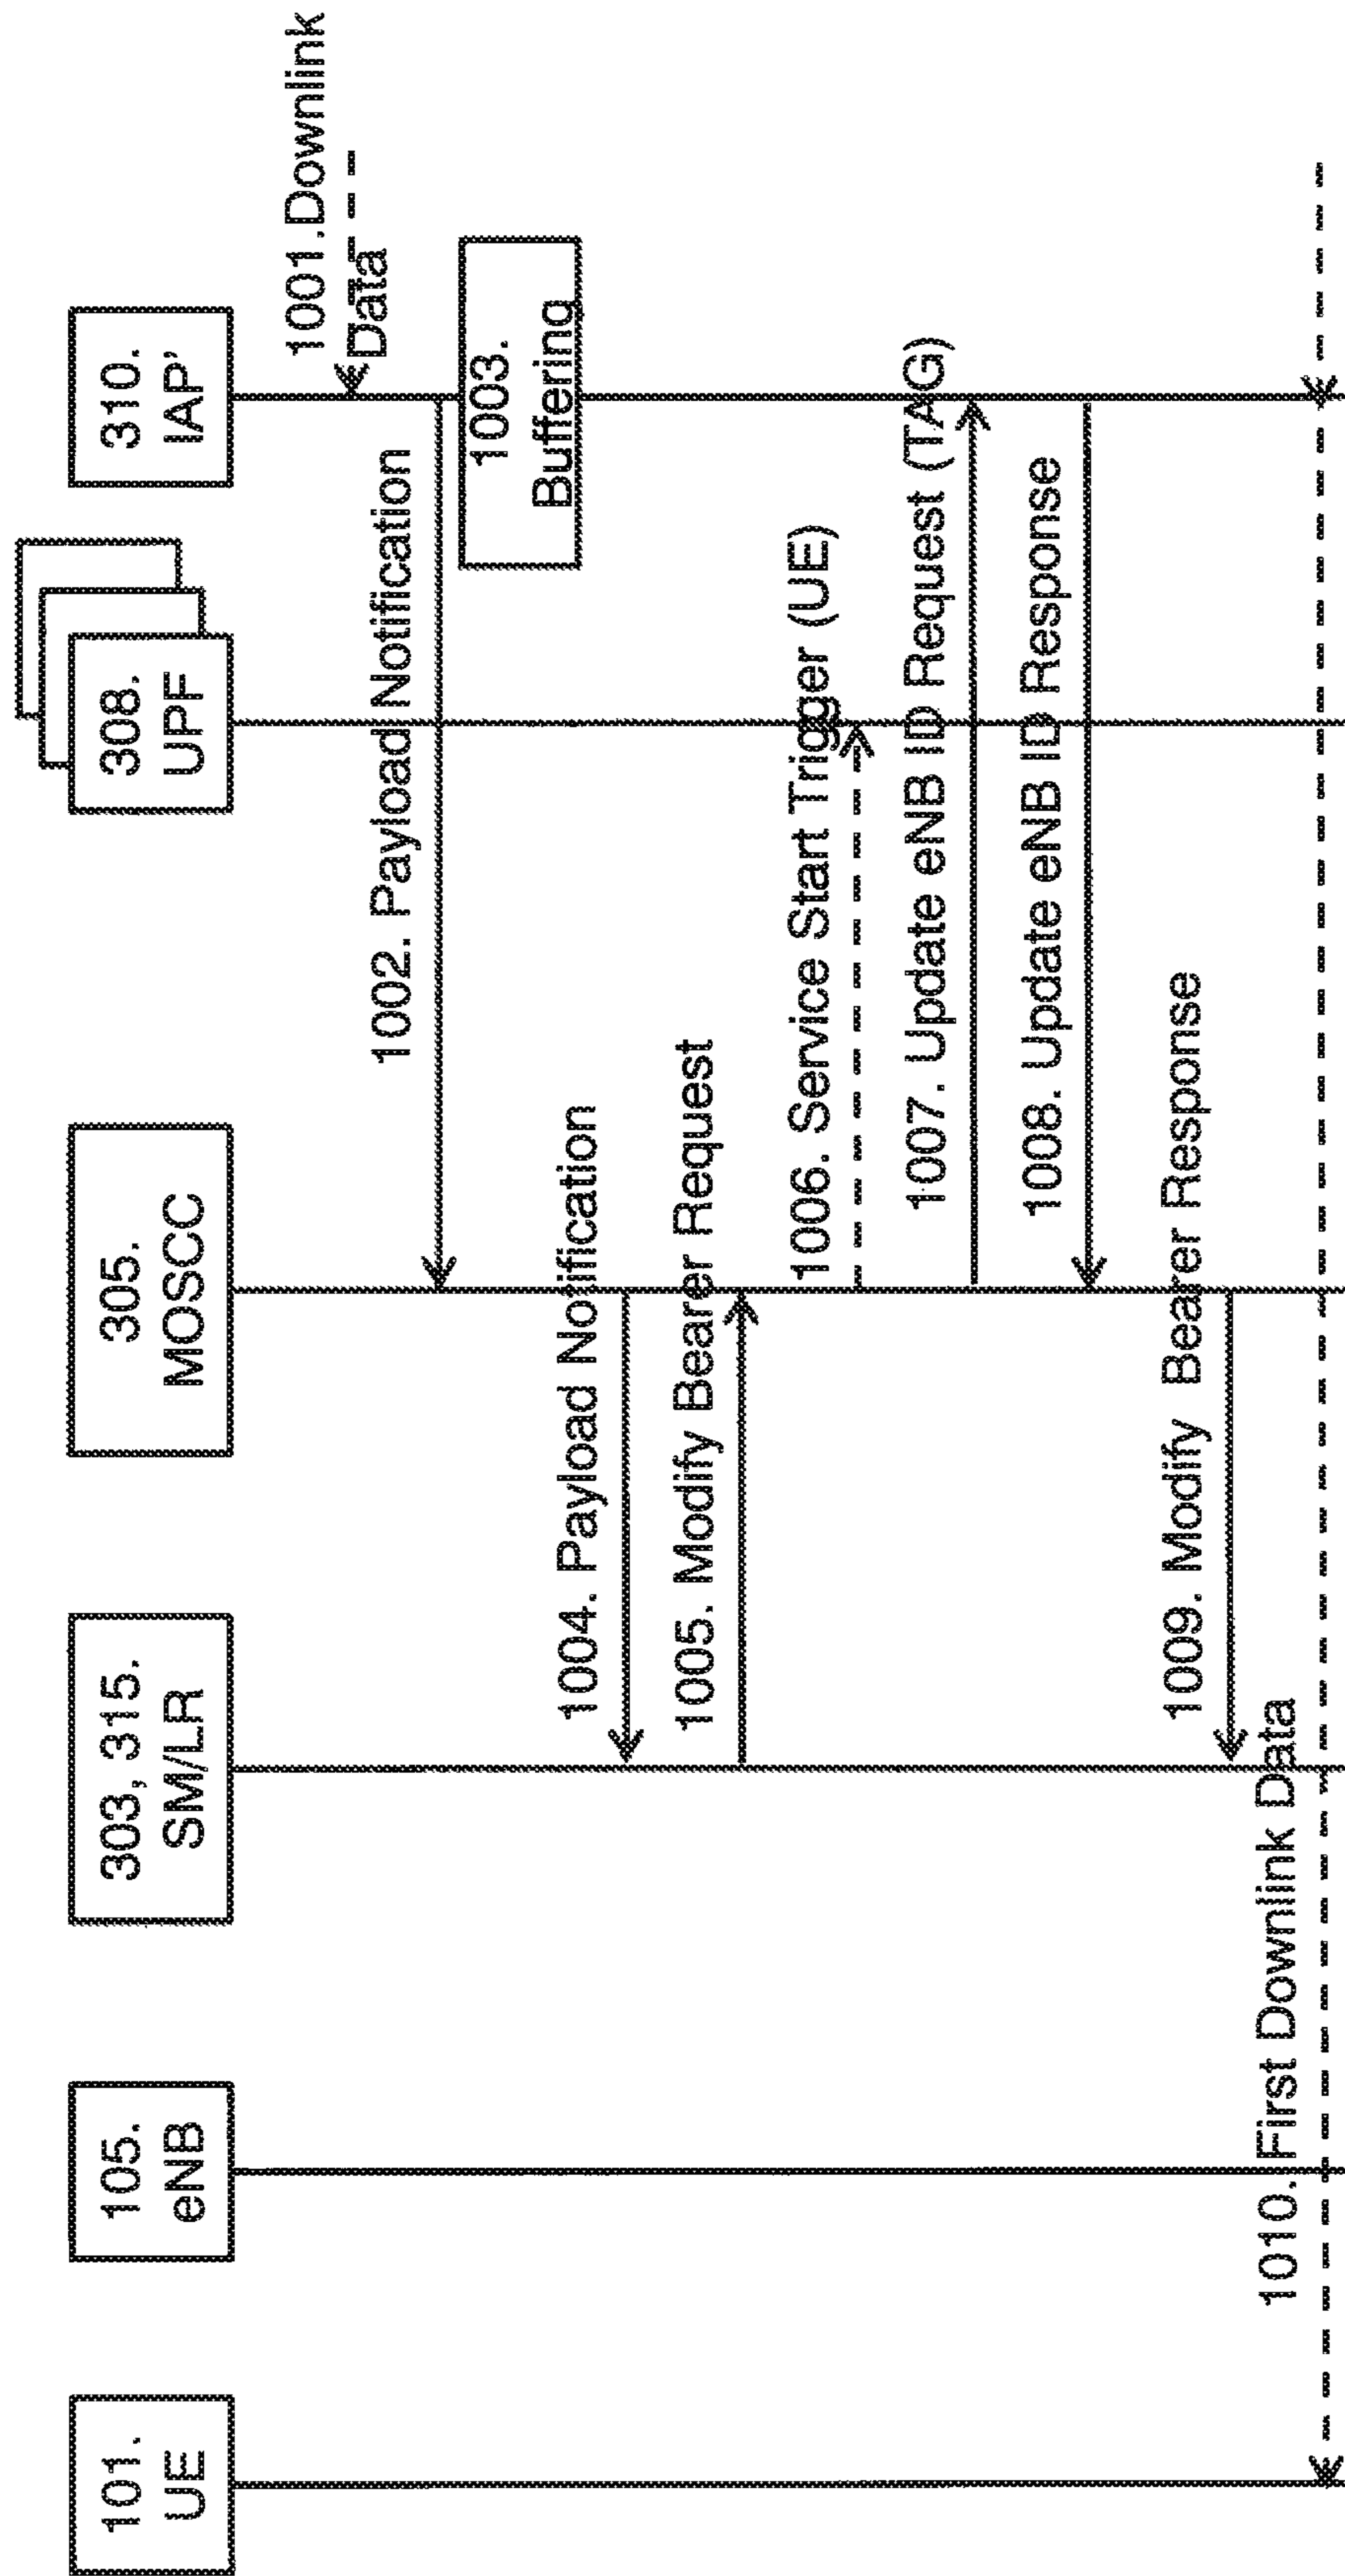 101.
UE
105.
eNB
303, 315.
SM/LR
305.
MOSCC
308.
UPF
310.
IAP'
1001.Downlink
Data
1002. Payload Notification
1003.
Buffering
1004. Payload Notification
1005. Modify Bearer Request
1006. Service Start Trigger (UE)
1007. Update eNB ID Request (TAG)
1008. Update eNB ID Response
1009. Modify Bearer Response
1010. First Downlink Data